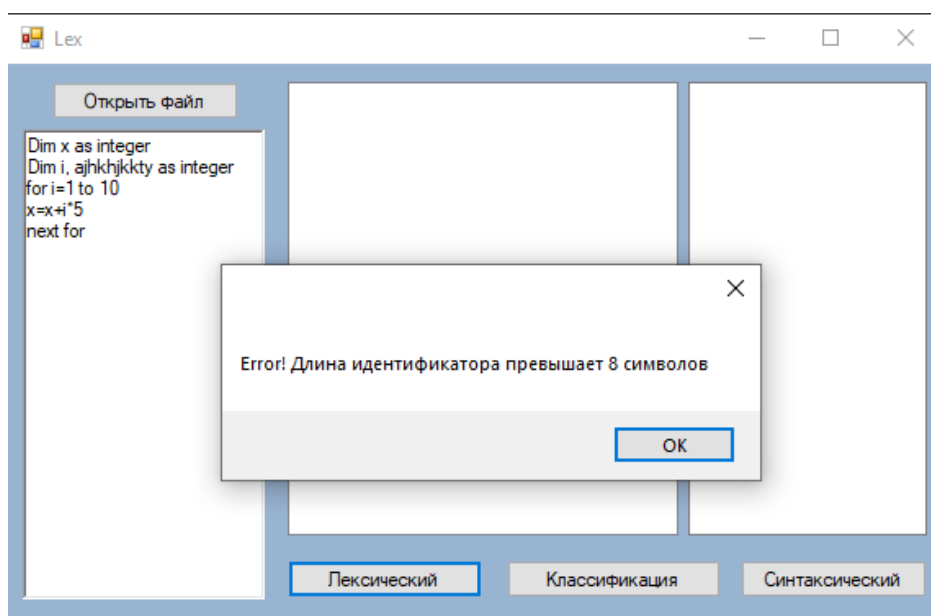 Lex
Открыть файл
Dim x as integer
Dim i, ajhkhjkkty as integer
for i=1 to 10
x=x+i*5
next for
Error! Длина идентификатора превышает 8 символов
OK
Лексический
Классификация
Синтаксический